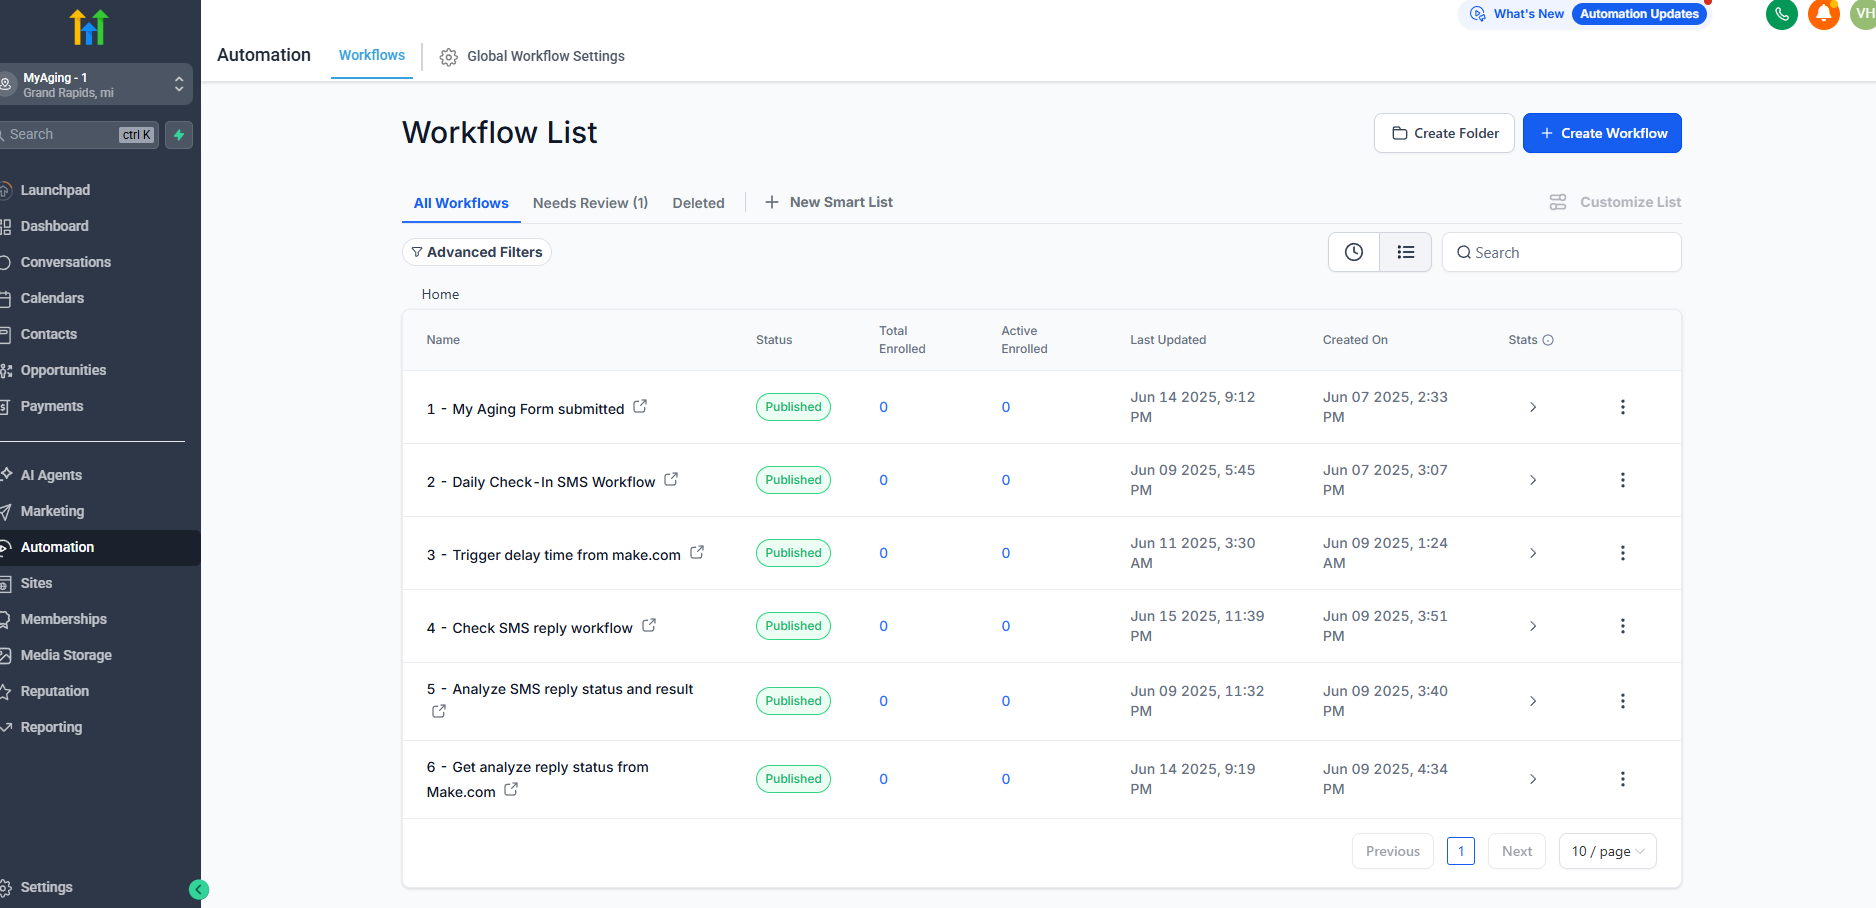 What's New
Automation Updates
VH
MyAging - 1
Grand Rapids, mi
Search
ctrl K
Launchpad
Dashboard
Conversations
Calendars
Contacts
Opportunities
Payments
AI Agents
Marketing
Automation
Sites
Memberships
Media Storage
Reputation
Reporting
Settings
Automation
Workflows
Global Workflow Settings
Workflow List
Create Folder
+ Create Workflow
All Workflows
Needs Review (1)
Deleted
+ New Smart List
Customize List
Advanced Filters
Search
Home
Name
Status
Total
Enrolled
Active
Enrolled
Last Updated
Created On
Stats
1 - My Aging Form submitted
Published
0
0
Jun 14 2025, 9:12
PM
Jun 07 2025, 2:33
PM
2 - Daily Check-In SMS Workflow
Published
0
0
Jun 09 2025, 5:45
PM
Jun 07 2025, 3:07
PM
3 - Trigger delay time from make.com
Published
0
0
Jun 11 2025, 3:30
AM
Jun 09 2025, 1:24
AM
4 - Check SMS reply workflow
Published
0
0
Jun 15 2025, 11:39
PM
Jun 09 2025, 3:51
PM
5 - Analyze SMS reply status and result
Published
0
0
Jun 09 2025, 11:32
PM
Jun 09 2025, 3:40
PM
6 - Get analyze reply status from
Make.com
Published
0
0
Jun 14 2025, 9:19
PM
Jun 09 2025, 4:34
PM
Previous
1
Next
10 / page